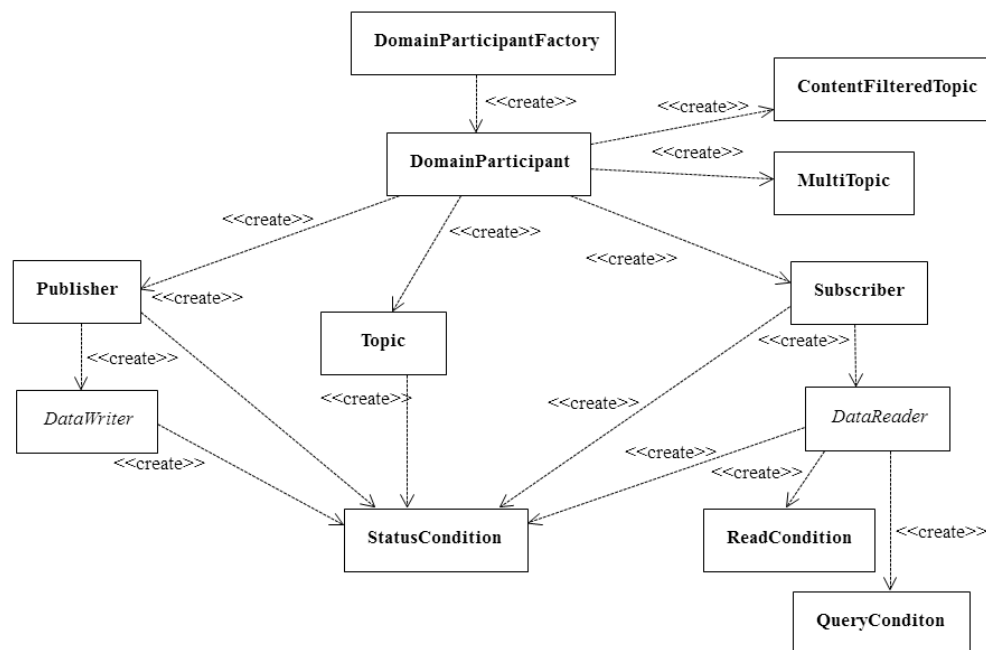 DomainParticipantFactory
<<create>>
<<create>>
ContentFilteredTopic
DomainParticipant
<<create>>
MultiTopic
<<create>>
<<create>>
<<create>>
Publisher
<<create>>
Subscriber
Topic
<<create>>
<<create>>
DataWriter
<<create>>
<<create>>
DataReader
<<create>>
<<create>>
<<create>>
StatusCondition
ReadCondition
<<create>>
QueryConditon